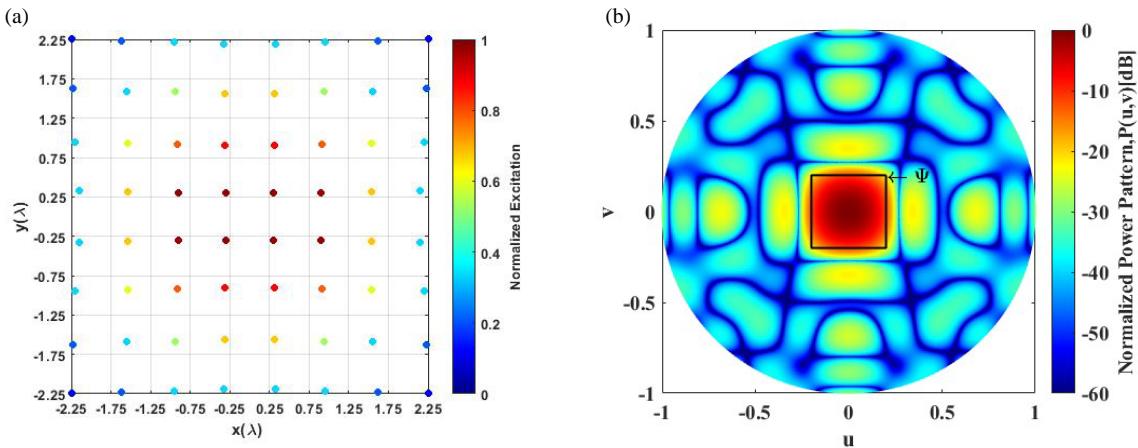 (a)
2.25
1.75
1.25
0.75
0.25
-0.25
-0.75
-1.25
-1.75
-2.25
y(λ)
-2.25 -1.75 -1.25 -0.75 -0.25 0.25 0.75 1.25 1.75 2.25
x(λ)
1
0.8
0.6
0.4
0.2
0
Normalized Excitation
(b)
1
0.5
0
-0.5
-1
v
-1 -0.5 0 0.5 1
u
Ψ
0
-10
-20
-30
-40
-50
-60
Normalized Power Pattern,P(u,v)[dB]